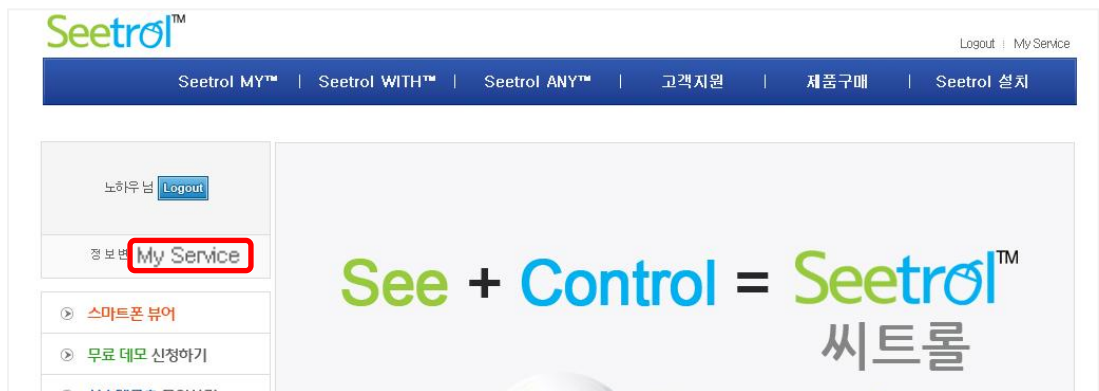 Seetrol™
Logout | My Service
Seetrol MY™ | Seetrol WITH™ | Seetrol ANY™ | 고객지원 | 제품구매 | Seetrol 설치
노하우님 Logout
정보변 My Service
See + Control = Seetrol™
씨트롤
스마트폰 뷰어
무료 데모 신청하기